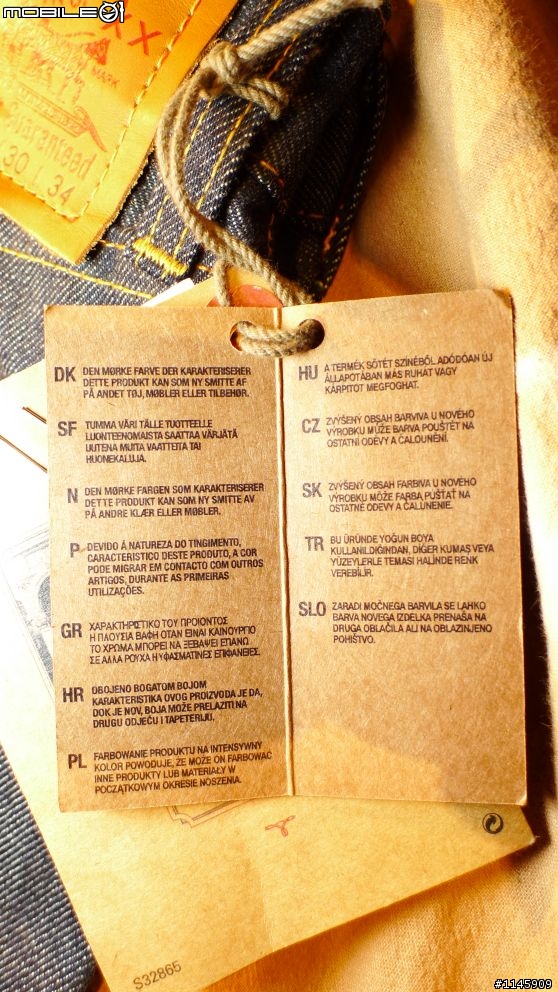 MOBILE01
XX
MARK
Guaranteed
30 L 34
DK DEN MØRKE FARVE DER KARAKTERISERER
DETTE PRODUKT KAN SOM NY SMITTE AF
PÅ ANDET TØJ, MØBLER ELLER TILBEHØR.
SF TUMMA VÄRI TÄLLE TUOTTEELLE
LUONTEENOMAISTA SAATTAA VÄRJÄTÄ
UUTENA MUITA VAATTEITA TAI
HUONEKALUJA.
N DEN MØRKE FARGEN SOM KARAKTERISERER
DETTE PRODUKT KAN SOM NY SMITTE AV
PÅ ANDRE KLÆR ELLER MØBLER.
P DEVIDO Á NATUREZA DO TINGIMENTO,
CARACTERISTICO DESTE PRODUTO, A COR
PODE MIGRAR EM CONTACTO COM OUTROS
ARTIGOS, DURANTE AS PRIMEIRAS
UTILIZAÇÕES.
GR ΧΑΡΑΚΤΗΡΙΣΤΙΚΟ ΤΟΥ ΠΡΟΙΟΝΤΟΣ
Η ΠΛΟΥΣΙΑ ΒΑΦΗ ΟΤΑΝ ΕΙΝΑΙ ΚΑΙΝΟΥΡΓΙΟ
ΤΟ ΧΡΩΜΑ ΜΠΟΡΕΙ ΝΑ ΞΕΒΑΨΕΙ ΕΠΑΝΩ
ΣΕ ΑΛΛΑ ΡΟΥΧΑ Η ΥΦΑΣΜΑΤΙΝΕΣ ΕΠΙΦΑΝΕΙΕΣ.
HR OBOJENO BOGATOM BOJOM
KARAKTERISTIKA OVOG PROIZVODA JE DA,
DOK JE NOV, BOJA MOŽE PRELAZITI NA
DRUGU ODJEĆU I TAPETERIJU.
PL FARBOWANIE PRODUKTU NA INTENSYWNY
KOLOR POWODUJE, ŻE MOŻE ON FARBOWAĆ
INNE PRODUKTY LUB MATERIAŁY W
POCZĄTKOWYM OKRESIE NOSZENIA.
HU A TERMÉK SÖTÉT SZÍNÉBŐL ADÓDÓAN ÚJ
ÁLLAPOTÁBAN MÁS RUHÁT VAGY
KÁRPITOT MEGFOGHAT.
CZ ZVÝŠENÝ OBSAH BARVIVA U NOVÉHO
VÝROBKU MŮŽE BARVA POUŠTĚT NA
OSTATNÍ ODĚVY A ČALOUNĚNÍ.
SK ZVÝŠENÝ OBSAH FARBIVA U NOVÉHO
VÝROBKU MÔŽE FARBA PÚŠŤAŤ NA
OSTATNÉ ODEVY A ČALÚNENIE.
TR BU ÜRÜNDE YOĞUN BOYA
KULLANILDIĞINDAN, DİĞER KUMAŞ VEYA
YÜZEYLERLE TEMASI HALİNDE RENK
VEREBİLİR.
SLO ZARADI MOČNEGA BARVILA SE LAHKO
BARVA NOVEGA IZDELKA PRENAŠA NA
DRUGA OBLAČILA ALI NA OBLAZINJENO
POHIŠTVO.
S32865
#1145909